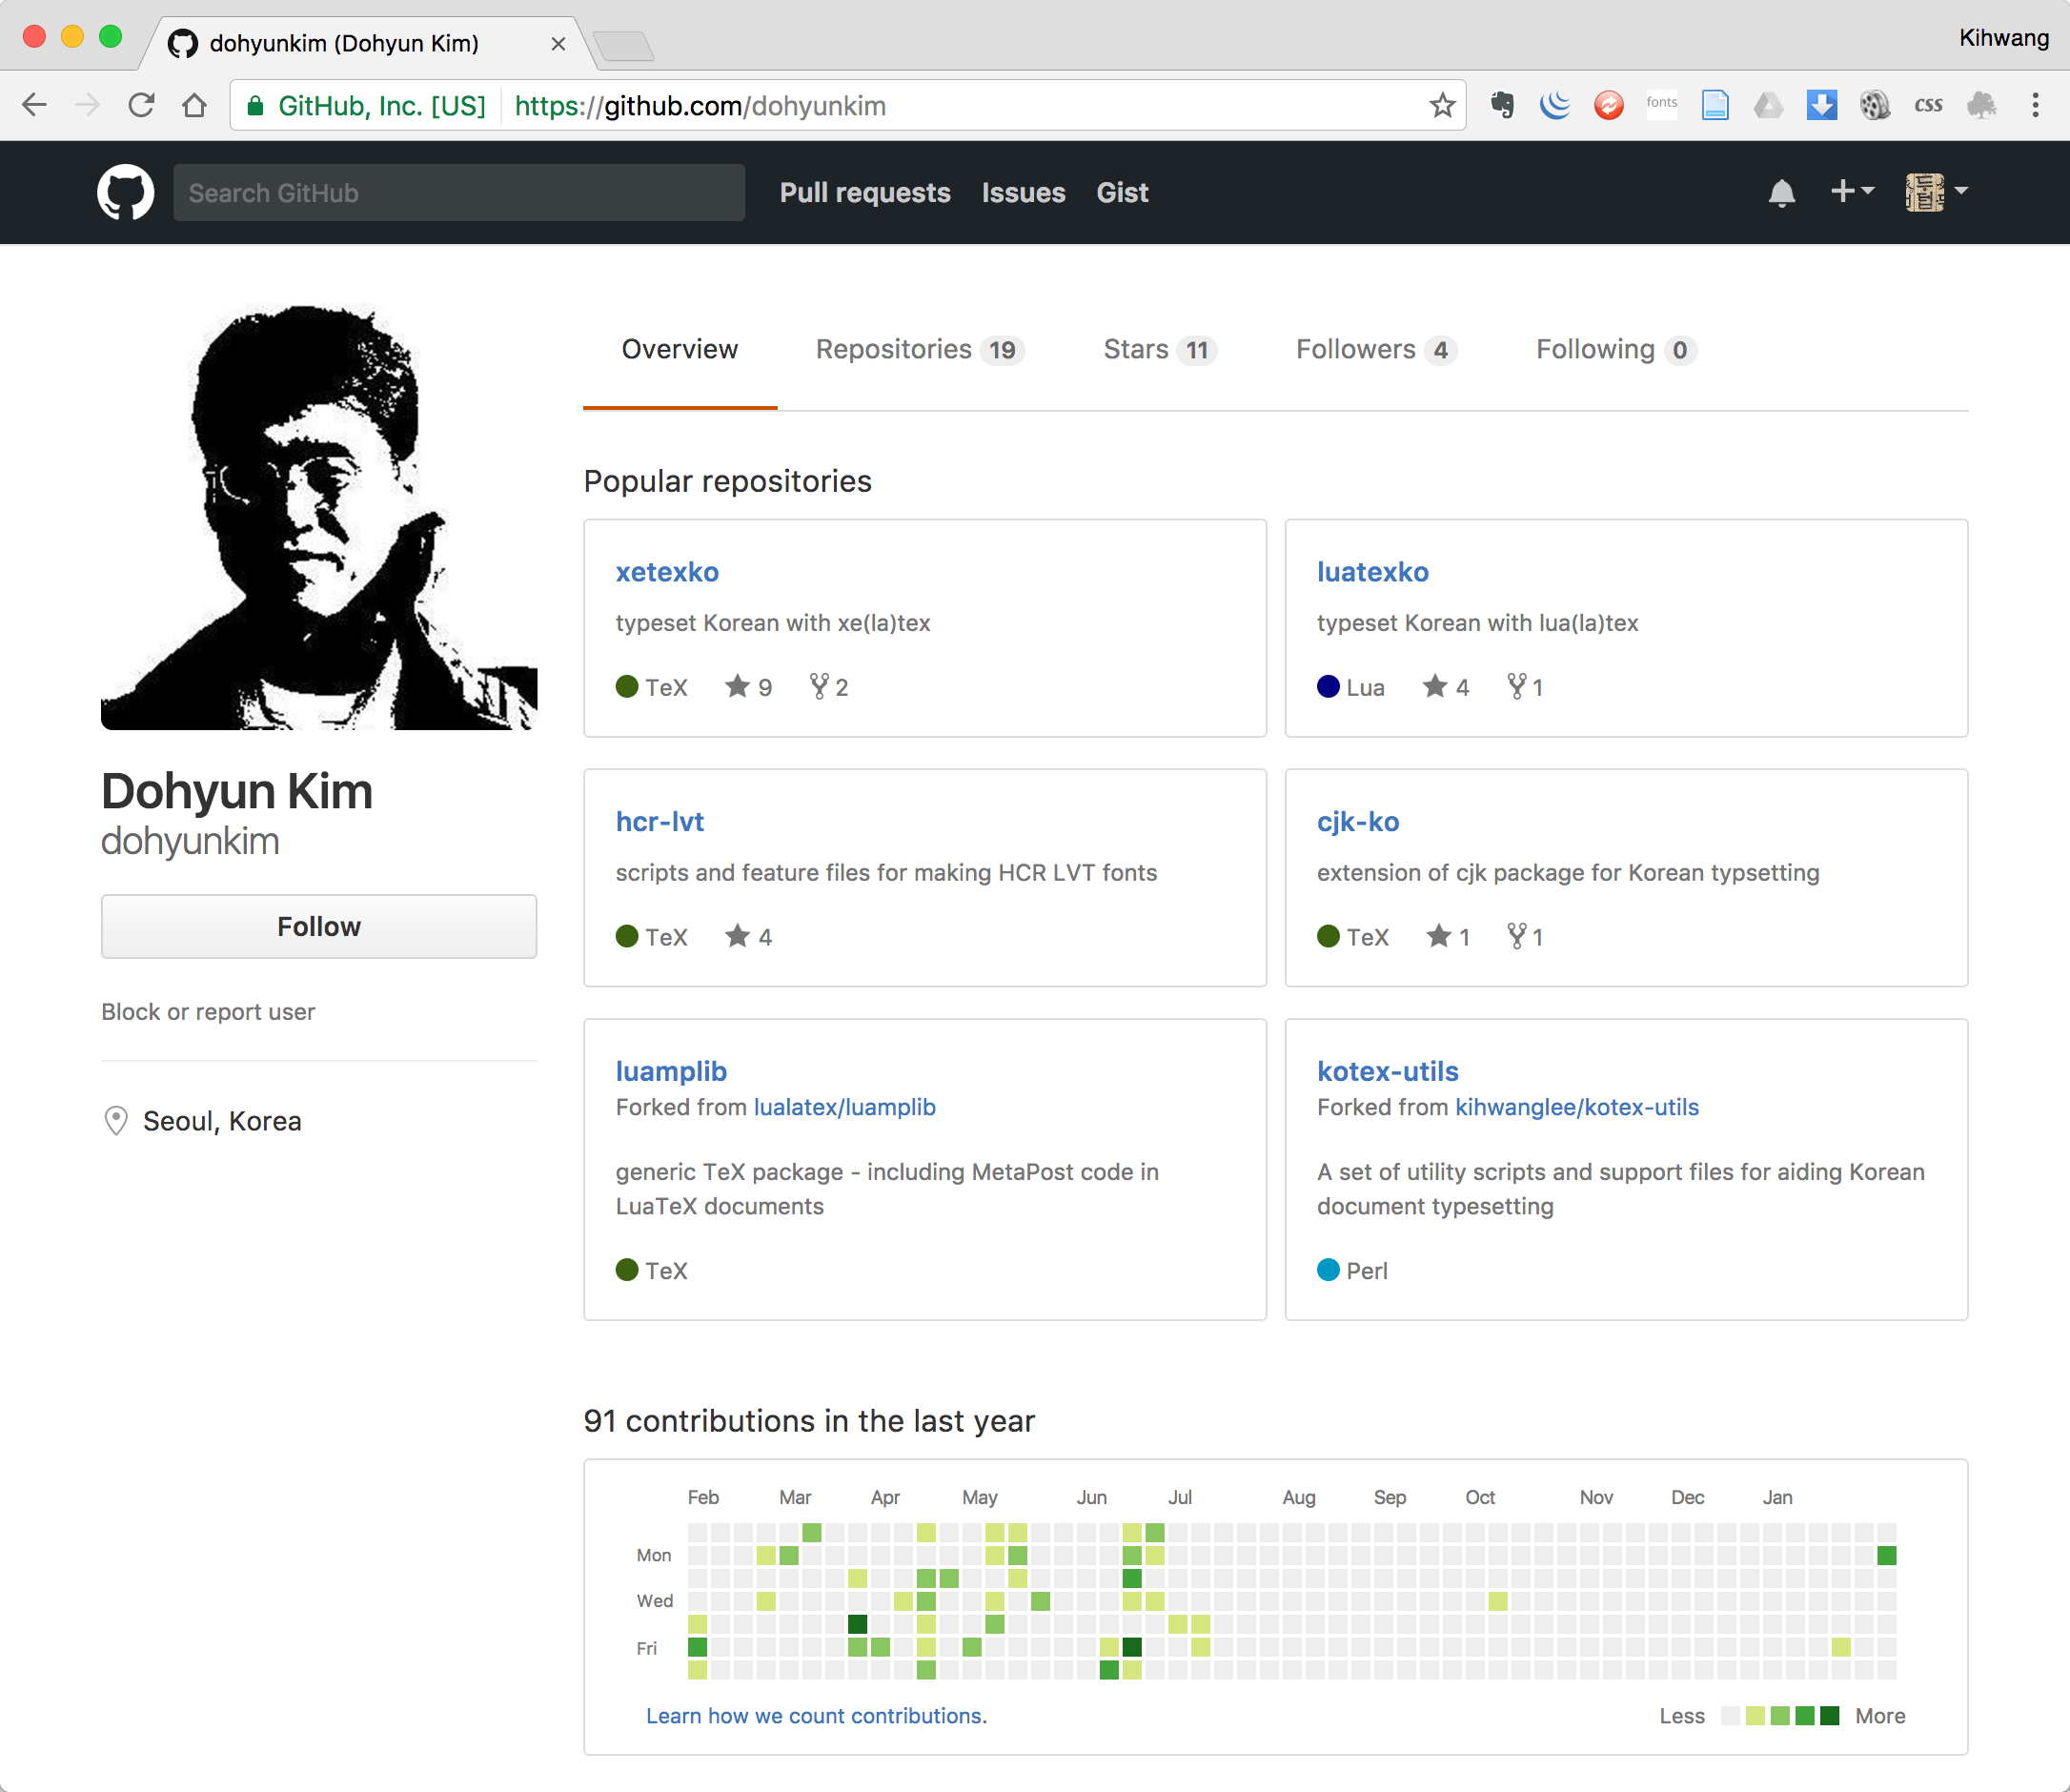 dohyunkim (Dohyun Kim)
Kihwang
GitHub, Inc. [US] https://github.com/dohyunkim
fonts
css
Search GitHub
Pull requests Issues Gist
Overview Repositories 19 Stars 11 Followers 4 Following 0
Popular repositories
xetexko
typeset Korean with xe(la)tex
TeX 9 2
luatexko
typeset Korean with lua(la)tex
Lua 4 1
Dohyun Kim
dohyunkim
Follow
Block or report user
Seoul, Korea
hcr-lvt
scripts and feature files for making HCR LVT fonts
TeX 4
cjk-ko
extension of cjk package for Korean typsetting
TeX 1 1
luamplib
Forked from lualatex/luamplib
generic TeX package - including MetaPost code in
LuaTeX documents
TeX
kotex-utils
Forked from kihwanglee/kotex-utils
A set of utility scripts and support files for aiding Korean
document typesetting
Perl
91 contributions in the last year
Feb Mar Apr May Jun Jul Aug Sep Oct Nov Dec Jan
Mon
Wed
Fri
Learn how we count contributions.
Less More